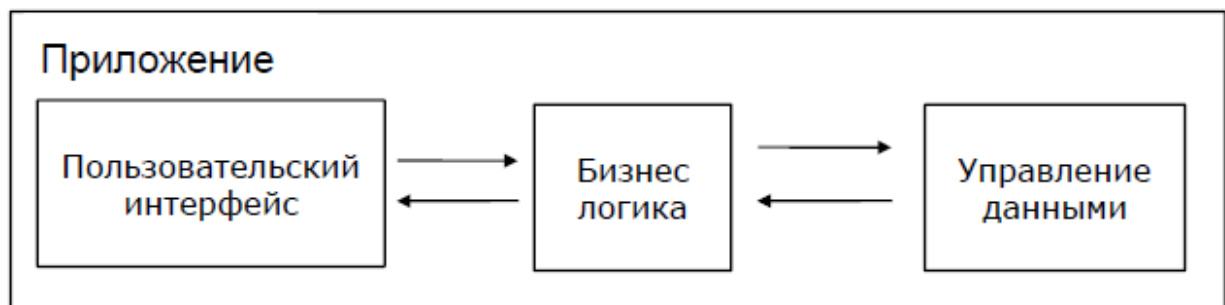 Приложение
Пользовательский
интерфейс
Бизнес
логика
Управление
данными